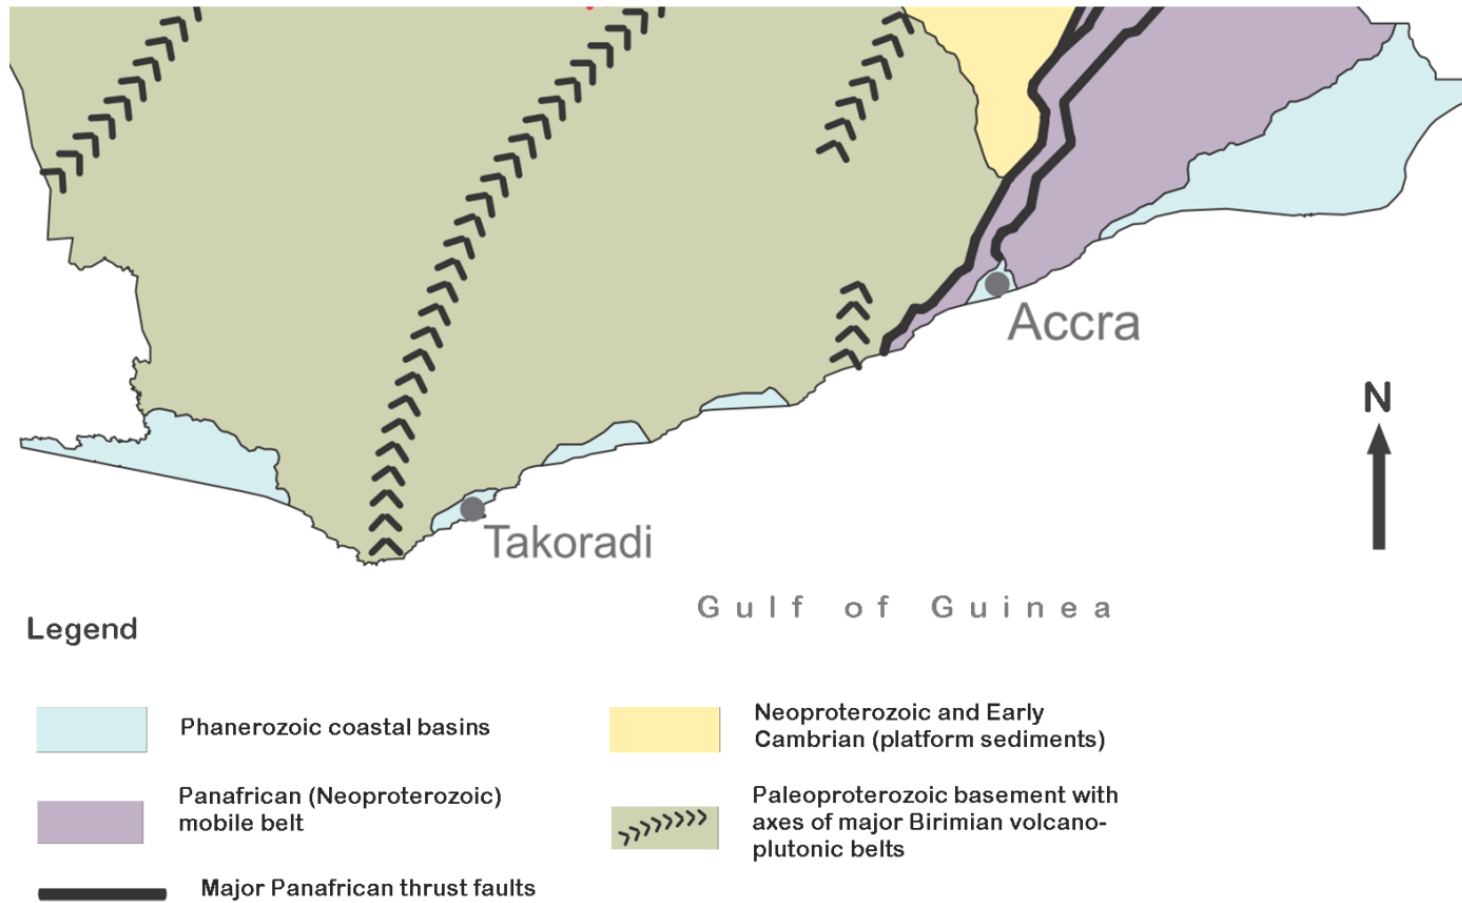 Accra
N
Takoradi
Gulf of Guinea
Legend
Phanerozoic coastal basins
Neoproterozoic and Early
Cambrian (platform sediments)
Panafrican (Neoproterozoic)
mobile belt
Paleoproterozoic basement with
axes of major Birimian volcano-
plutonic belts
Major Panafrican thrust faults